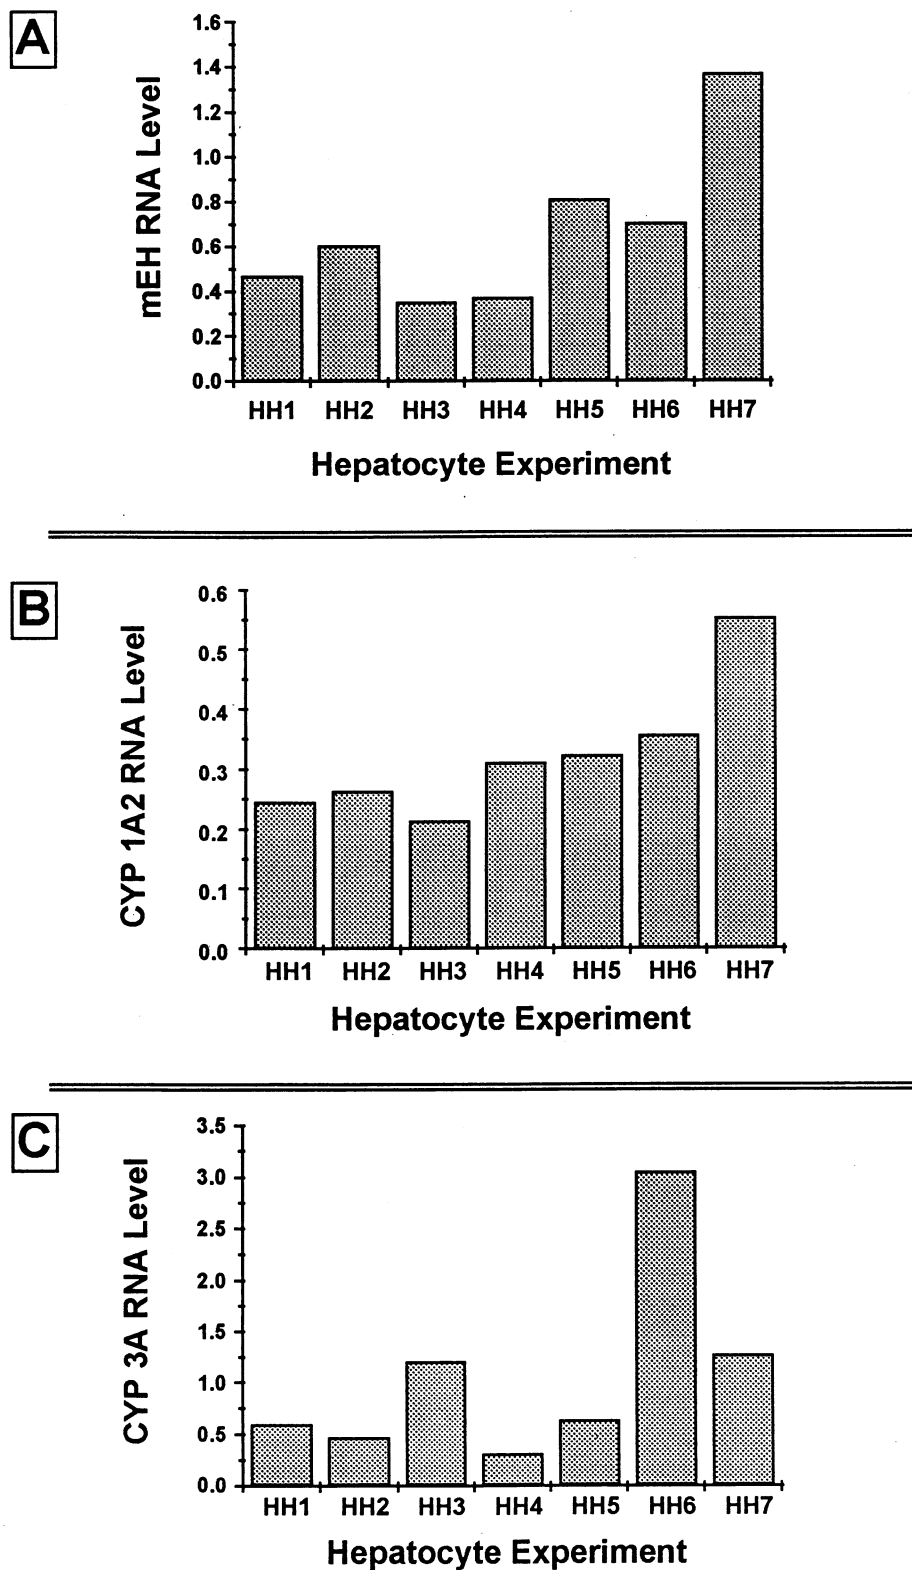 A
mEH RNA Level
1.6
1.4
1.2
1.0
0.8
0.6
0.4
0.2
0.0
HH1 HH2 HH3 HH4 HH5 HH6 HH7
Hepatocyte Experiment
B
CYP 1A2 RNA Level
0.6
0.5
0.4
0.3
0.2
0.1
0.0
HH1 HH2 HH3 HH4 HH5 HH6 HH7
Hepatocyte Experiment
C
CYP 3A RNA Level
3.5
3.0
2.5
2.0
1.5
1.0
0.5
0.0
HH1 HH2 HH3 HH4 HH5 HH6 HH7
Hepatocyte Experiment